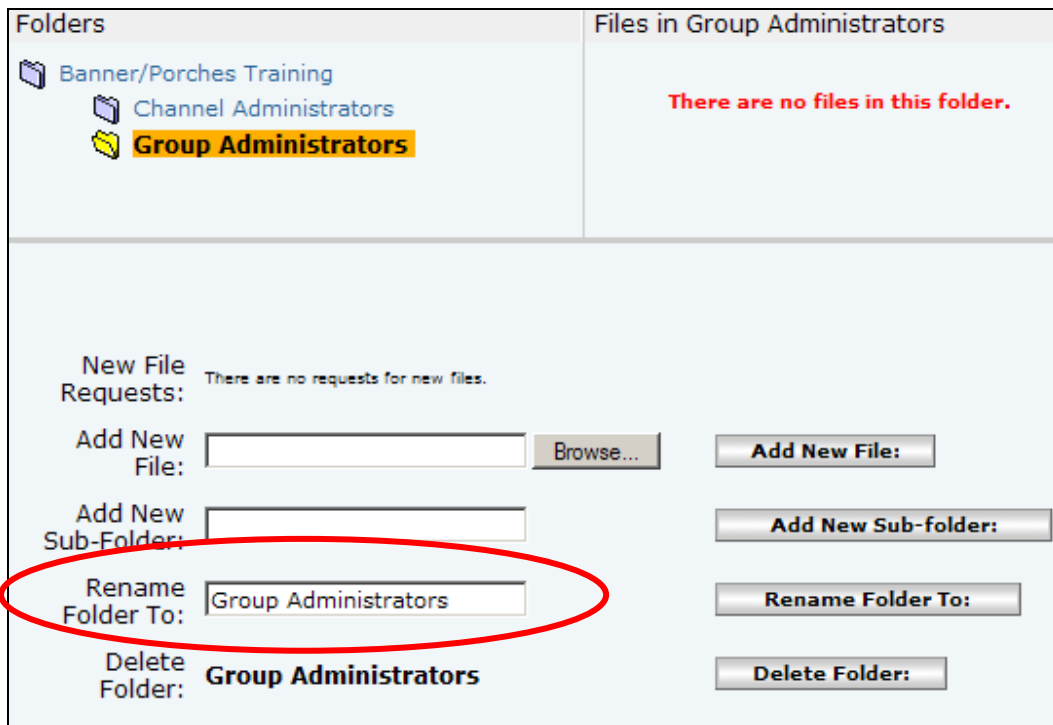 Folders
Files in Group Administrators
Banner/Porches Training
Channel Administrators
Group Administrators
There are no files in this folder.
New File
Requests:
There are no requests for new files.
Add New
File:
Browse...
Add New File:
Add New
Sub-Folder:
Add New Sub-folder:
Rename
Folder To:
Group Administrators
Rename Folder To:
Delete
Folder:
Group Administrators
Delete Folder: